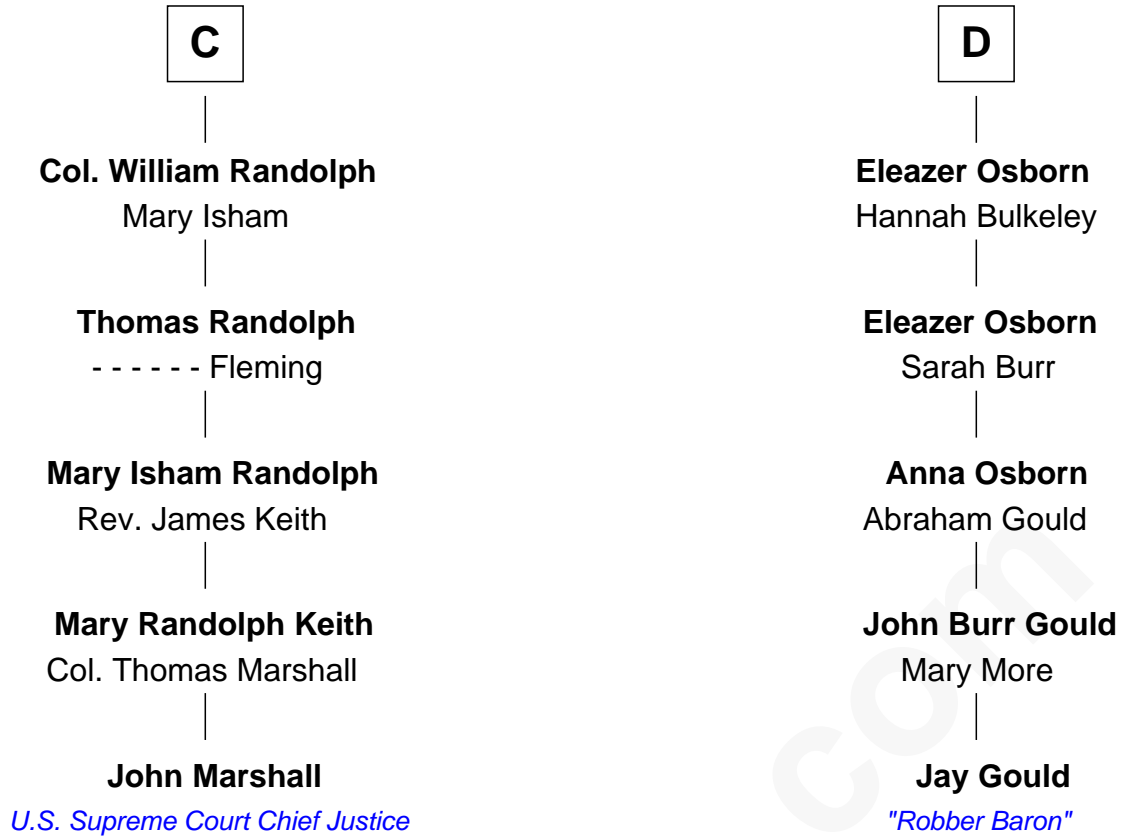 C
Col. William Randolph
Mary Isham
Thomas Randolph
- - - - - - Fleming
Mary Isham Randolph
Rev. James Keith
Mary Randolph Keith
Col. Thomas Marshall
John Marshall
U.S. Supreme Court Chief Justice
D
Eleazer Osborn
Hannah Bulkeley
Eleazer Osborn
Sarah Burr
Anna Osborn
Abraham Gould
John Burr Gould
Mary More
Jay Gould
"Robber Baron"
com